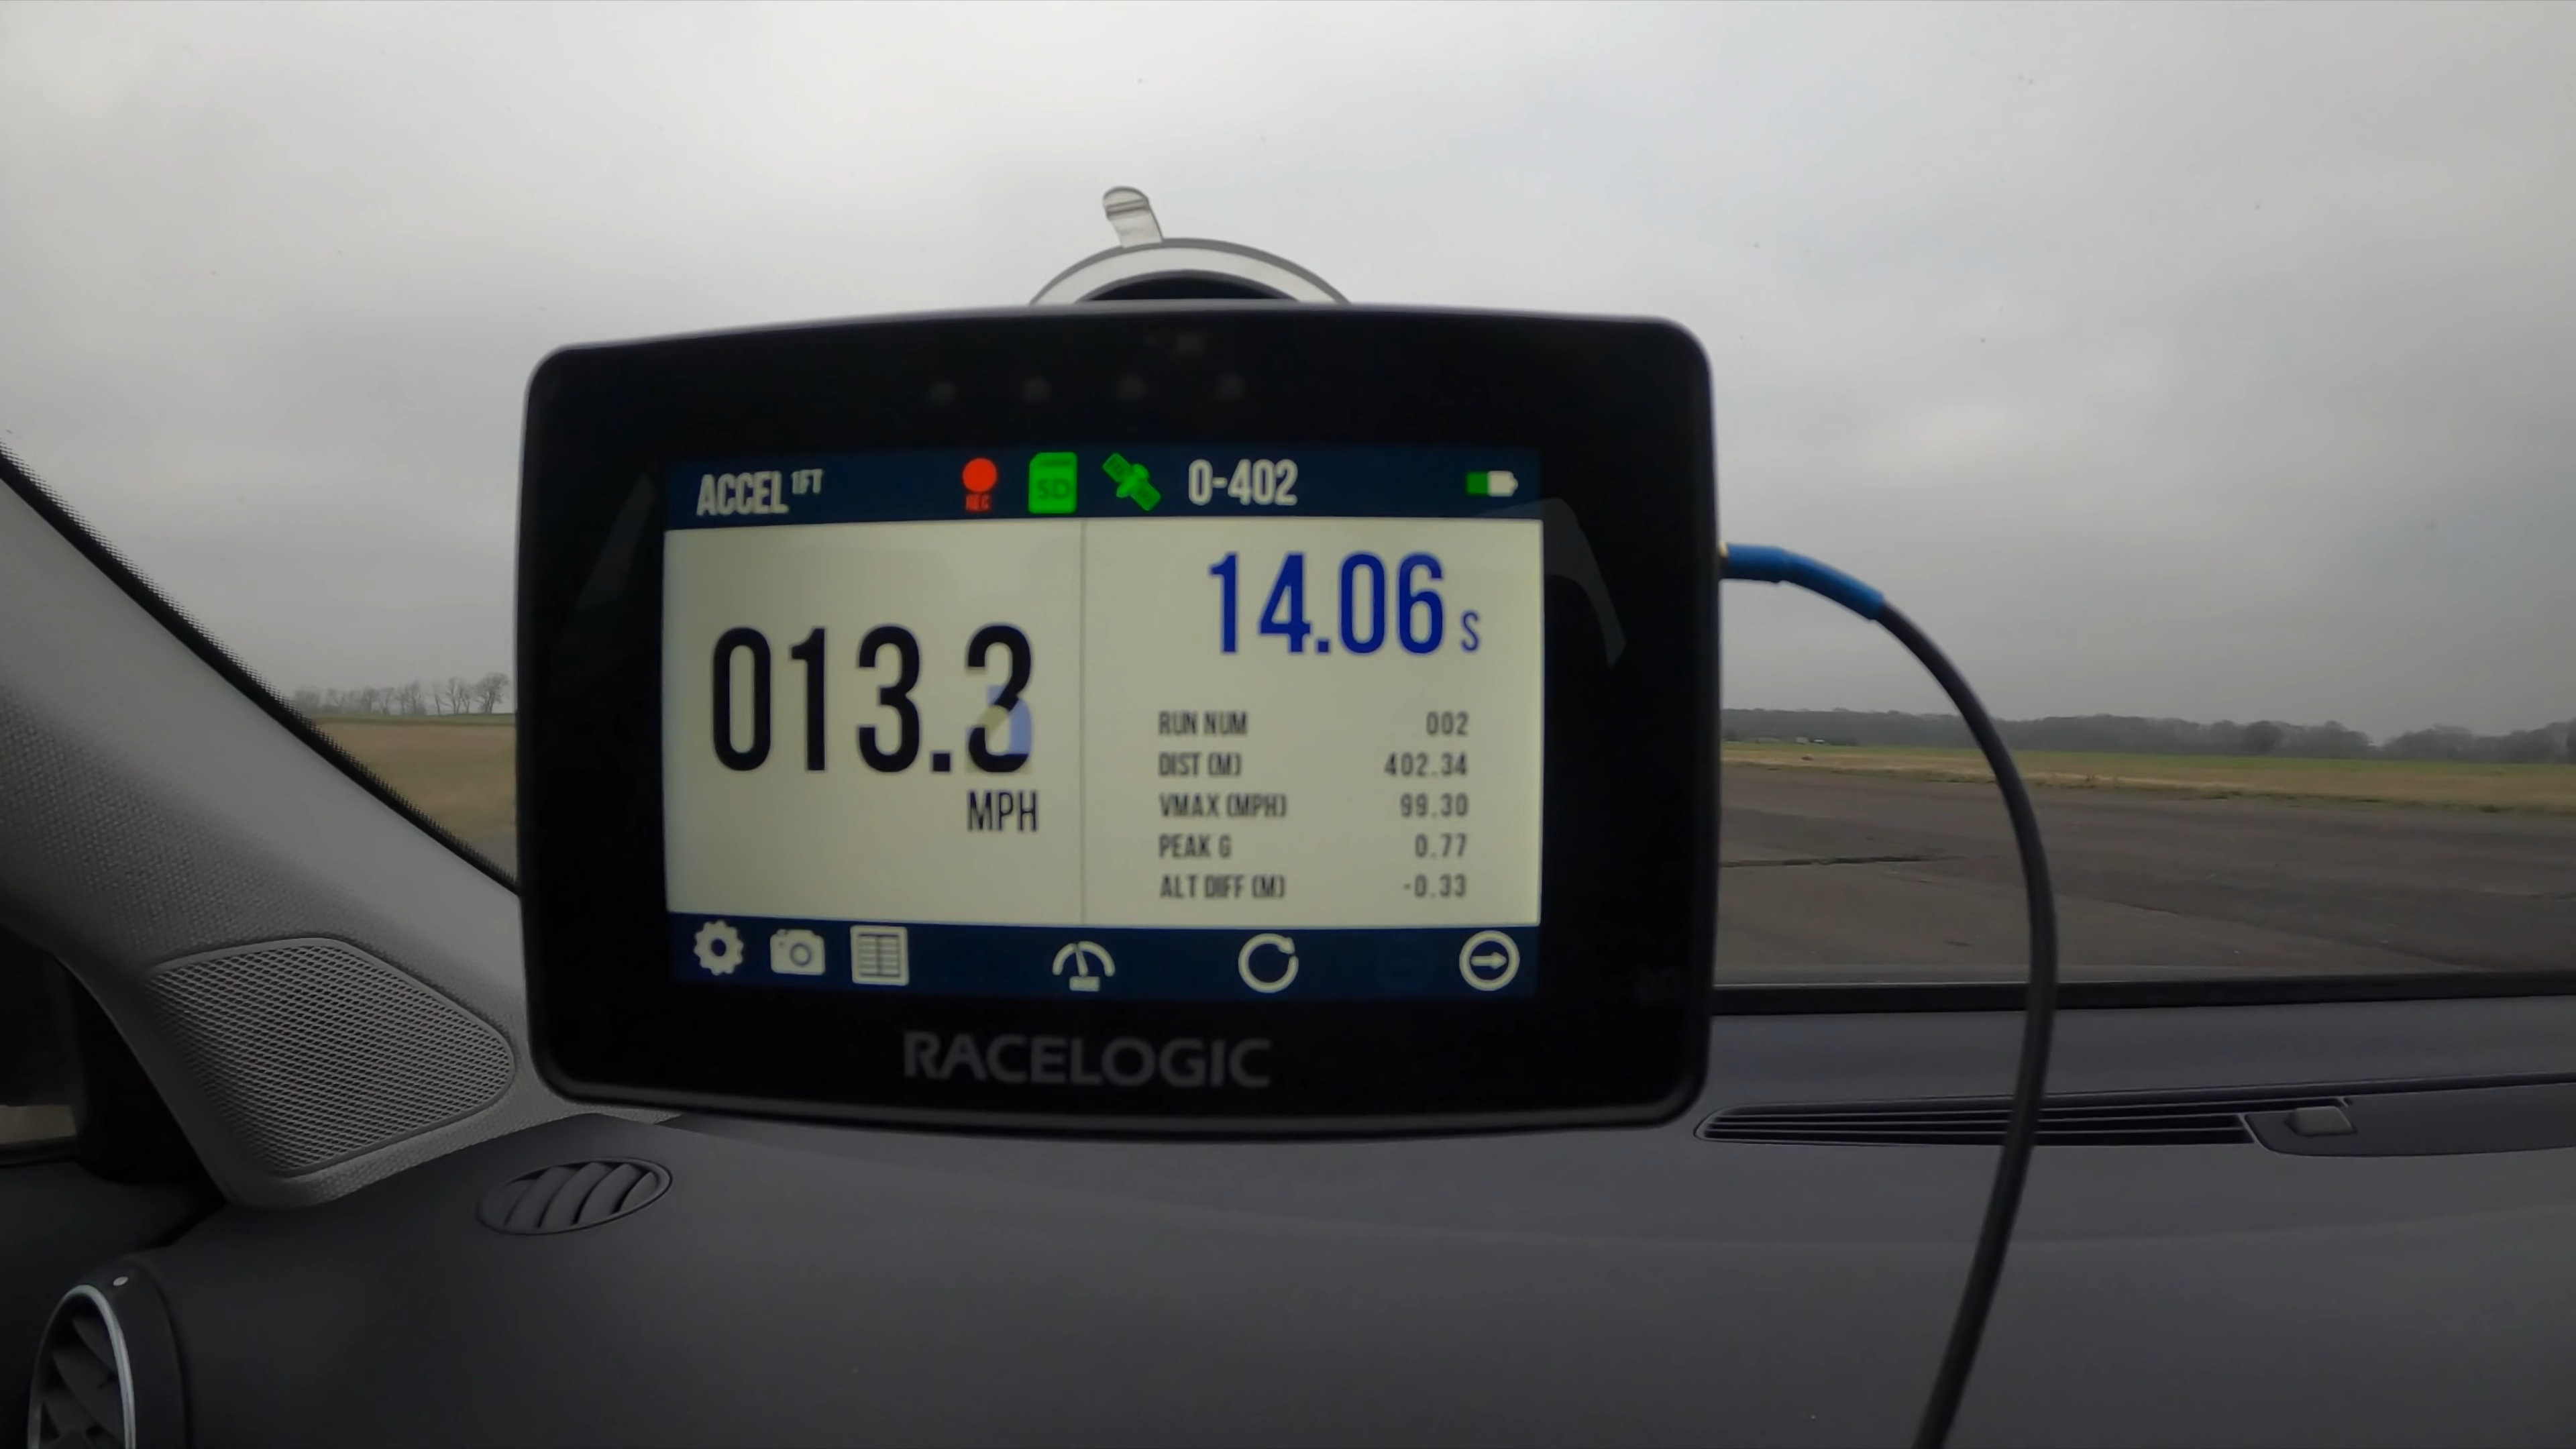 ACCEL 1FT REC SD 0-402
013.
MPH
14.06 s
RUN NUM 002
DIST (M) 402.34
VMAX (MPH) 99.30
PEAK G 0.77
ALT DIFF (M) -0.33
RACELOGIC